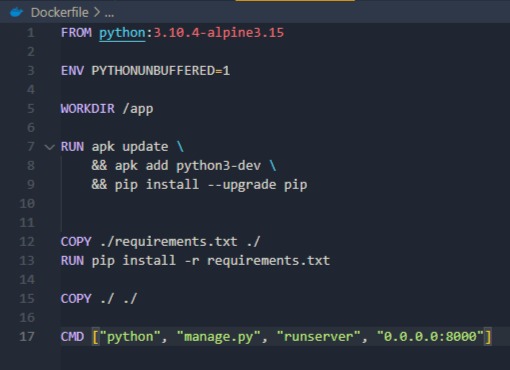 Dockerfile > ...
1 FROM python:3.10.4-alpine3.15
2
3 ENV PYTHONUNBUFFERED=1
4
5 WORKDIR /app
6
7 RUN apk update \
8 && apk add python3-dev \
9 && pip install --upgrade pip
10
11
12 COPY ./requirements.txt ./
13 RUN pip install -r requirements.txt
14
15 COPY ./ ./
16
17 CMD ["python", "manage.py", "runserver", "0.0.0.0:8000"]